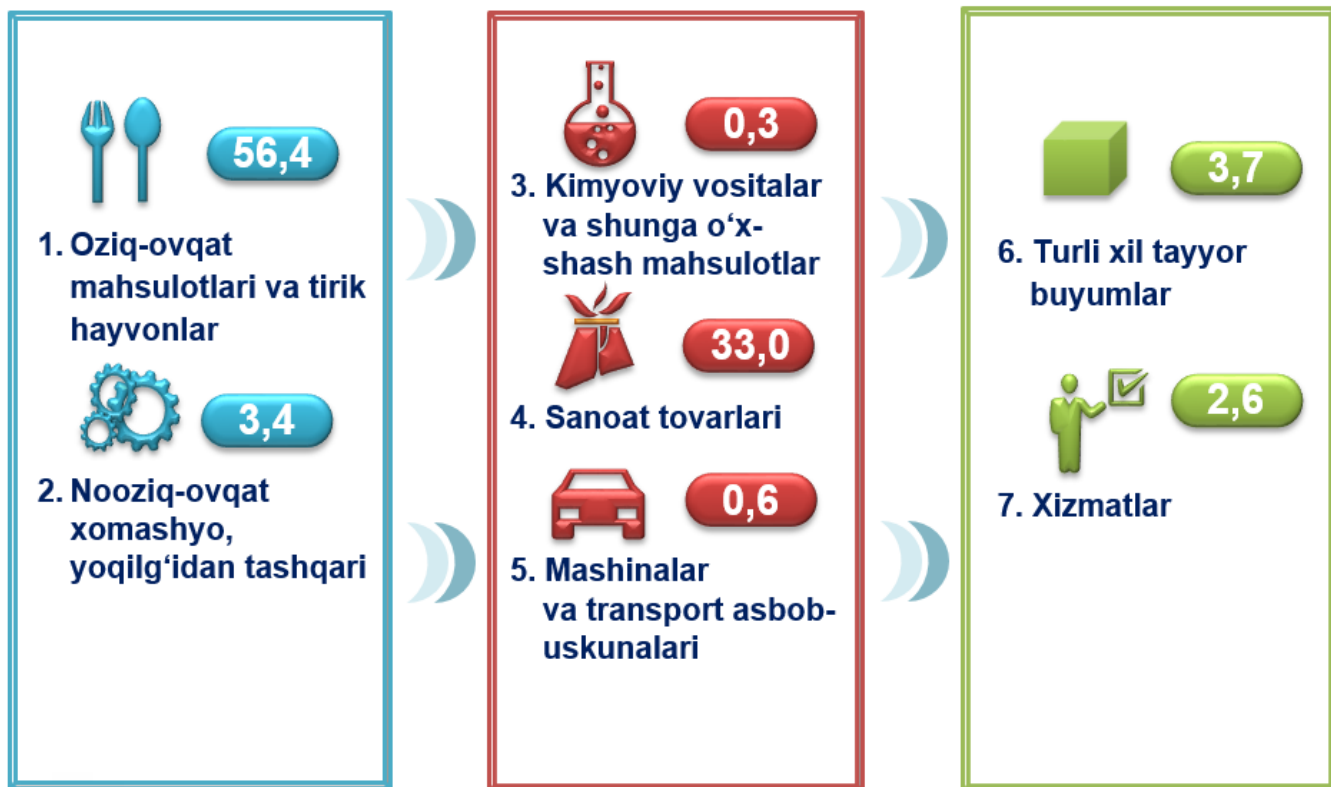 56,4
1. Oziq-ovqat
mahsulotlari va tirik
hayvonlar
3,4
2. Nooziq-ovqat
xomashyo,
yoqilg‘idan tashqari
0,3
3. Kimyoviy vositalar
va shunga o‘x-
shash mahsulotlar
33,0
4. Sanoat tovarlari
0,6
5. Mashinalar
va transport asbob-
uskunalari
3,7
6. Turli xil tayyor
buyumlar
2,6
7. Xizmatlar